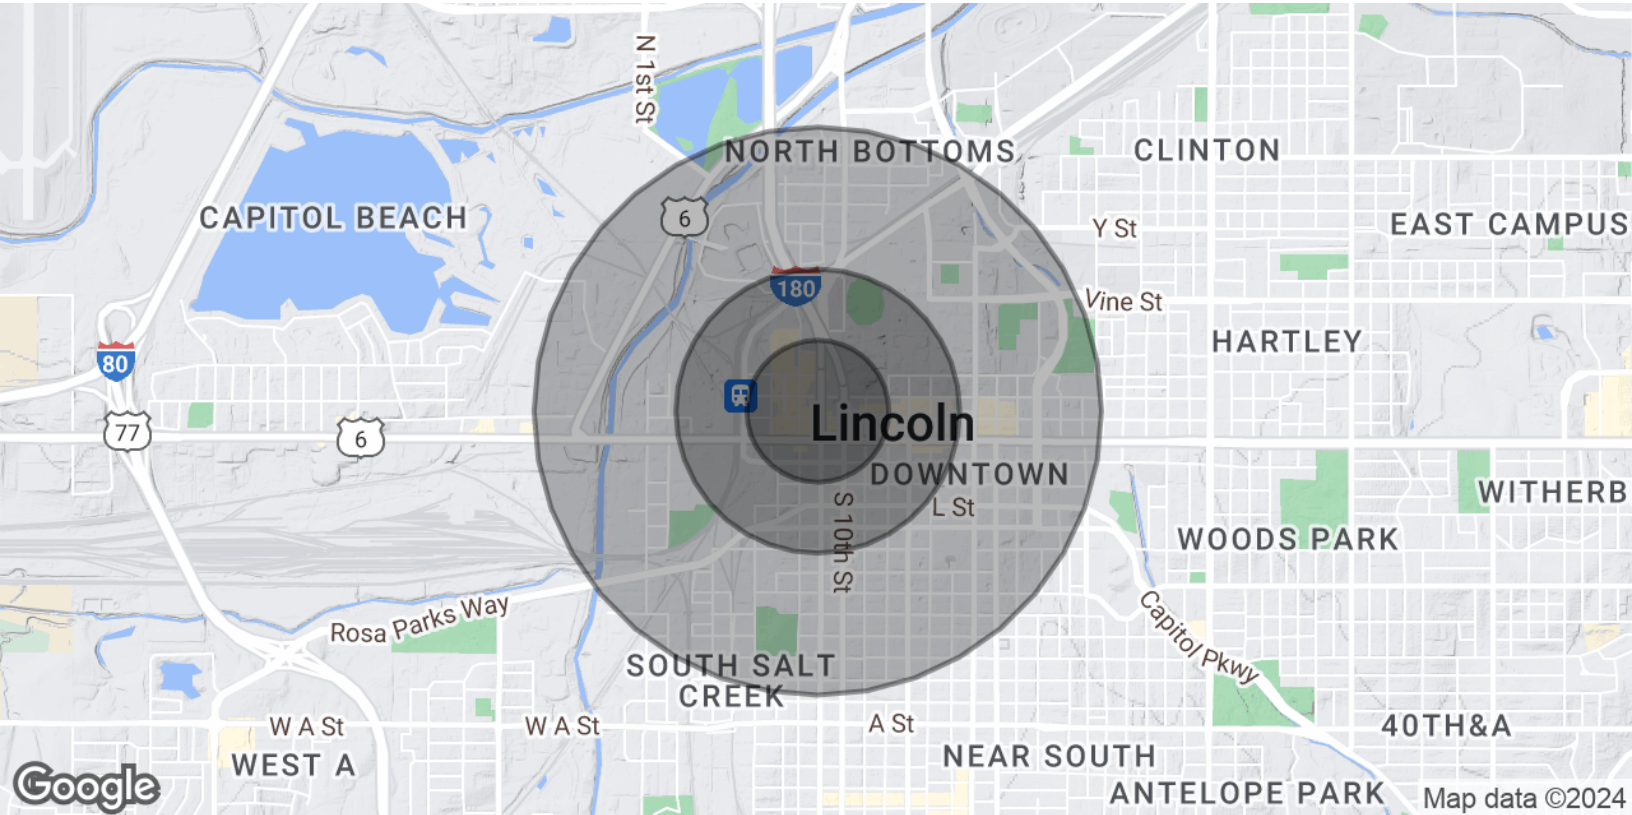 N 1st St
NORTH BOTTOMS
CLINTON
CAPITOL BEACH
6
Y St
EAST CAMPUS
180
Vine St
HARTLEY
80
77
6
Lincoln
DOWNTOWN
L St
S 10th St
WITHERB
WOODS PARK
Rosa Parks Way
Capitol Pkwy
SOUTH SALT
CREEK
W A St
W A St
A St
40TH&A
WEST A
NEAR SOUTH
ANTELOPE PARK
Google
Map data ©2024